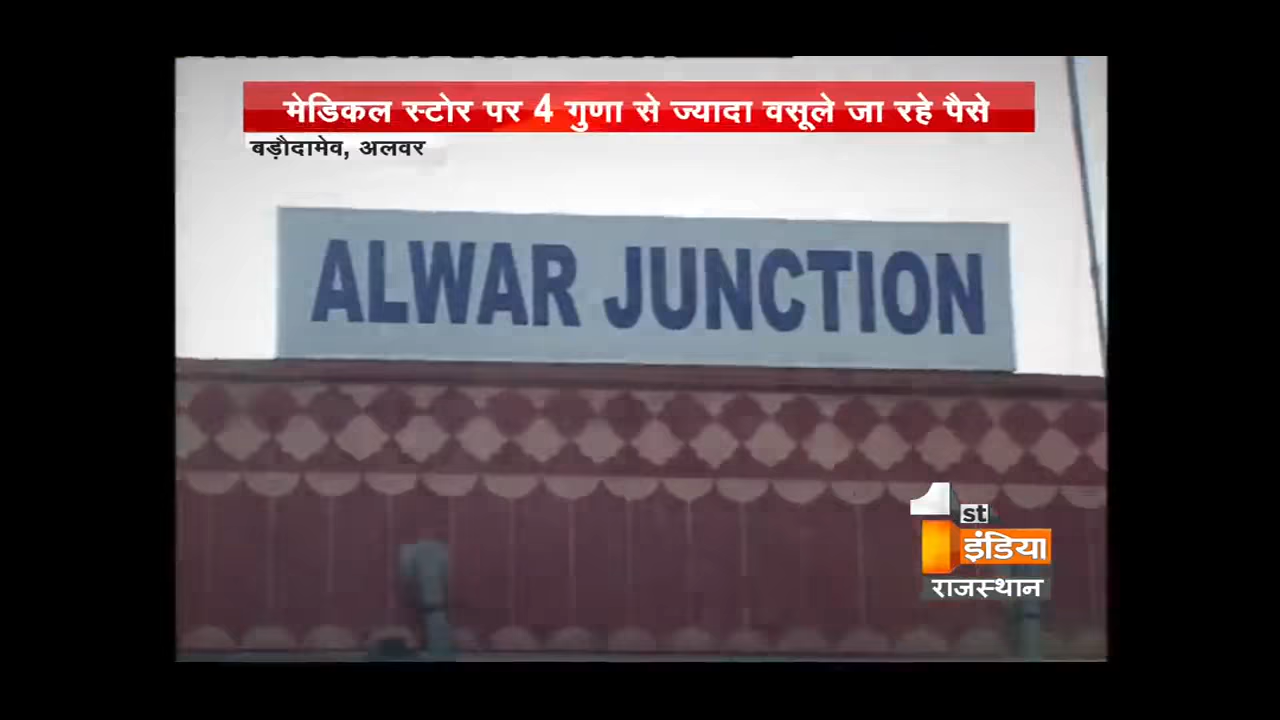 मेडिकल स्टोर पर 4 गुणा से ज्यादा वसूले जा रहे पैसे
बड़ौदामेव, अलवर
ALWAR JUNCTION
1st
इंडिया
राजस्थान